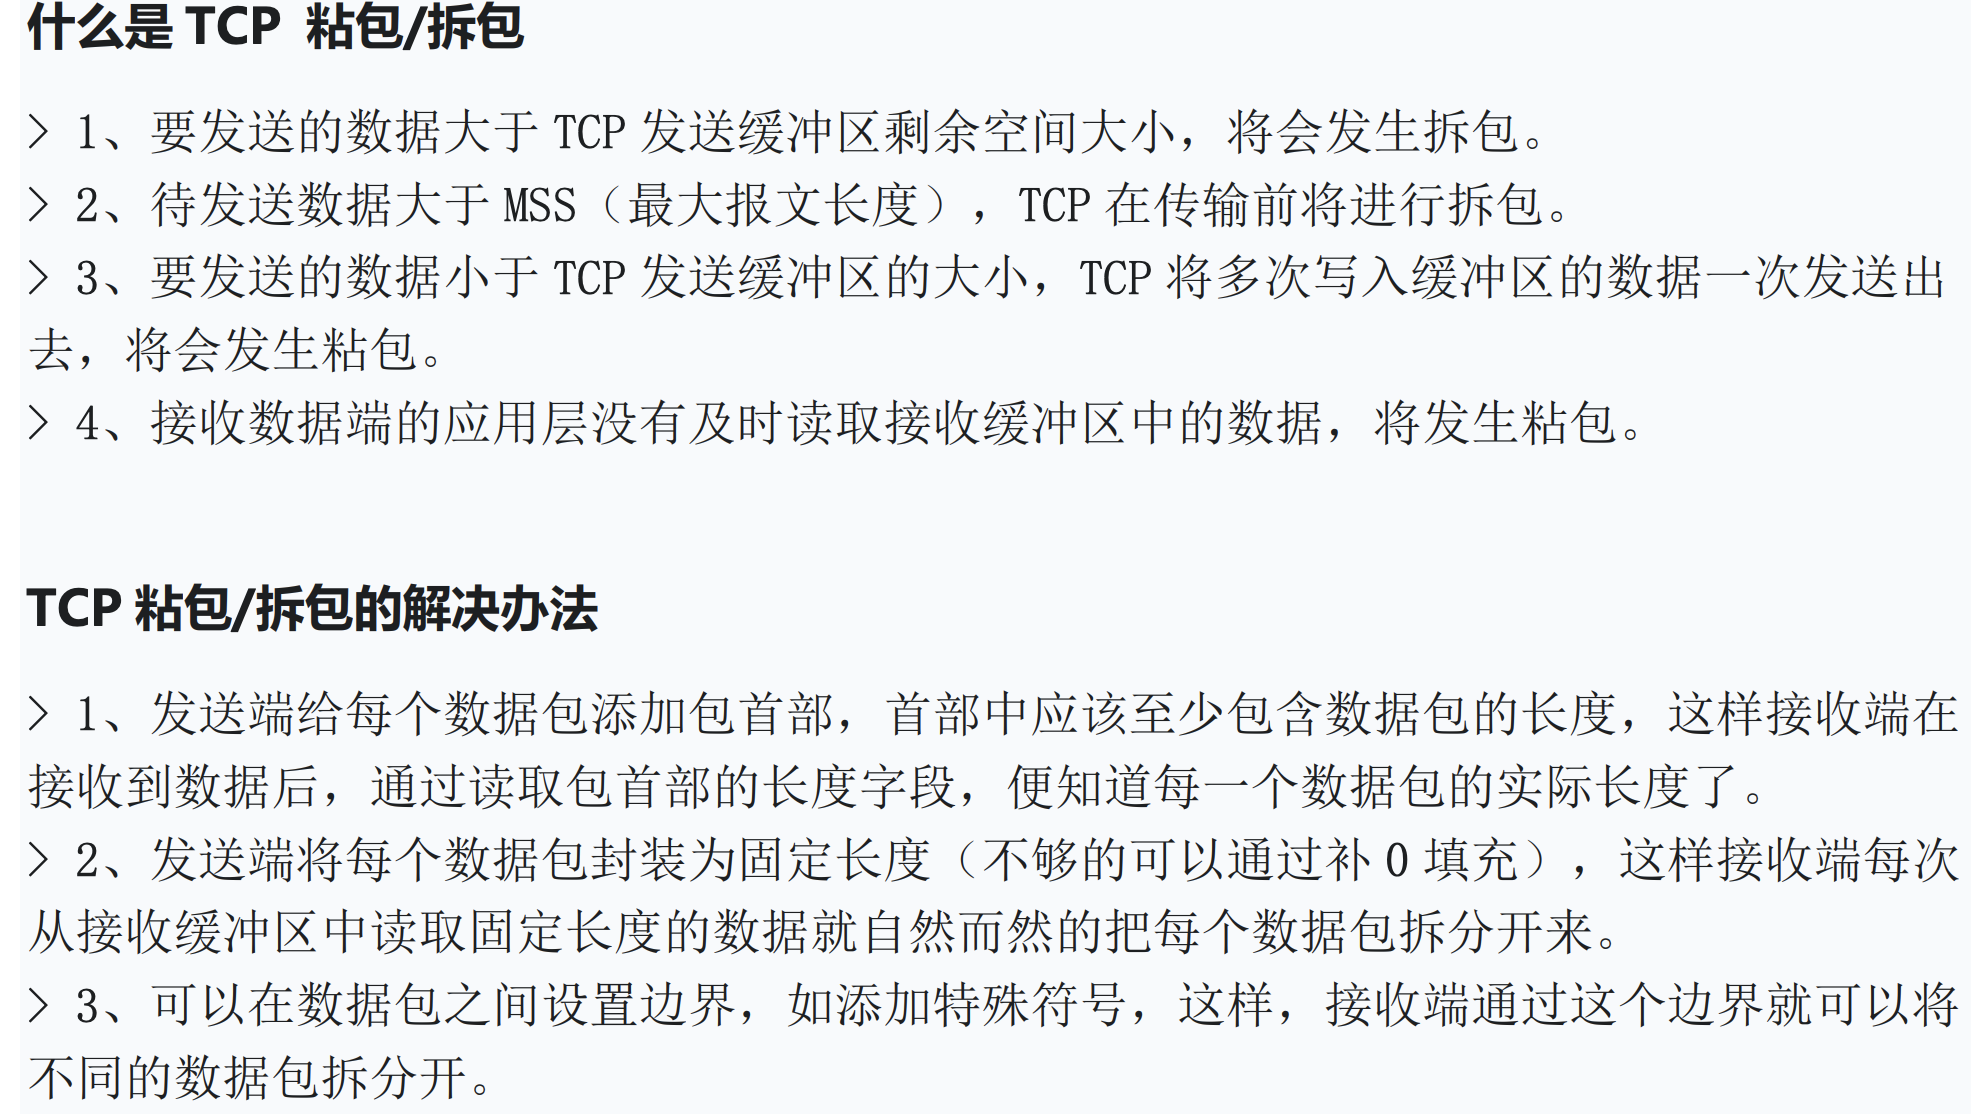 什么是 TCP 粘包/拆包
> 1、要发送的数据大于 TCP 发送缓冲区剩余空间大小，将会发生拆包。
> 2、待发送数据大于 MSS（最大报文长度），TCP 在传输前将进行拆包。
> 3、要发送的数据小于 TCP 发送缓冲区的大小，TCP 将多次写入缓冲区的数据一次发送出
去，将会发生粘包。
> 4、接收数据端的应用层没有及时读取接收缓冲区中的数据，将发生粘包。
TCP 粘包/拆包的解决办法
> 1、发送端给每个数据包添加包首部，首部中应该至少包含数据包的长度，这样接收端在
接收到数据后，通过读取包首部的长度字段，便知道每一个数据包的实际长度了。
> 2、发送端将每个数据包封装为固定长度（不够的可以通过补 0 填充），这样接收端每次
从接收缓冲区中读取固定长度的数据就自然而然的把每个数据包拆分开来。
> 3、可以在数据包之间设置边界，如添加特殊符号，这样，接收端通过这个边界就可以将
不同的数据包拆分开。